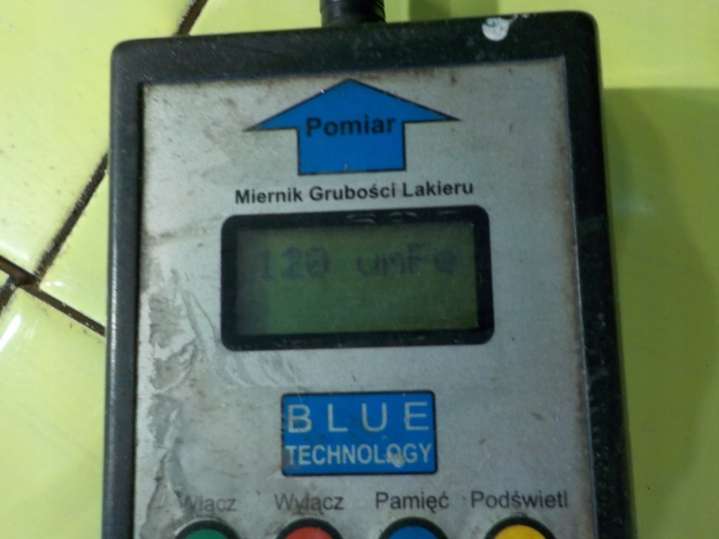 Pomiar
Miernik Grubości Lakieru
120 umFe
BLUE
TECHNOLOGY
Włącz Wyłącz Pamięć Podświetl